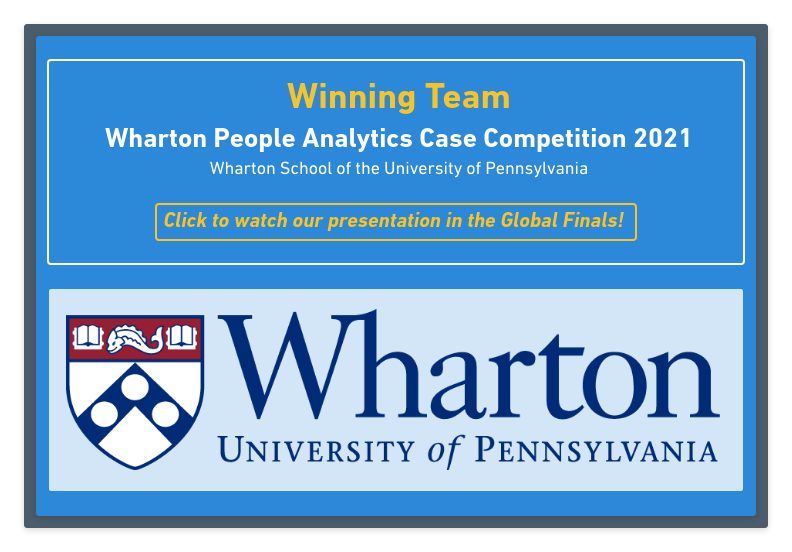 Winning Team
Wharton People Analytics Case Competition 2021
Wharton School of the University of Pennsylvania
Click to watch our presentation in the Global Finals!
Wharton
UNIVERSITY of PENNSYLVANIA